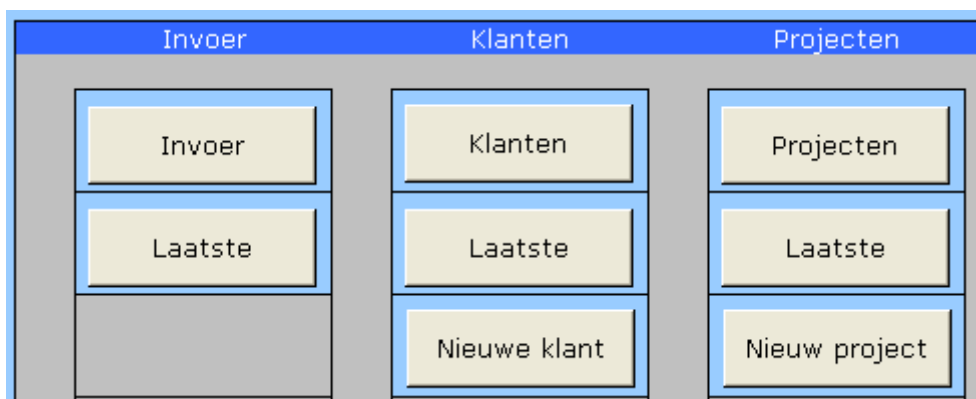 Invoer Klanten Projecten
Invoer Klanten Projecten
Laatste Laatste Laatste
Nieuwe klant Nieuw project